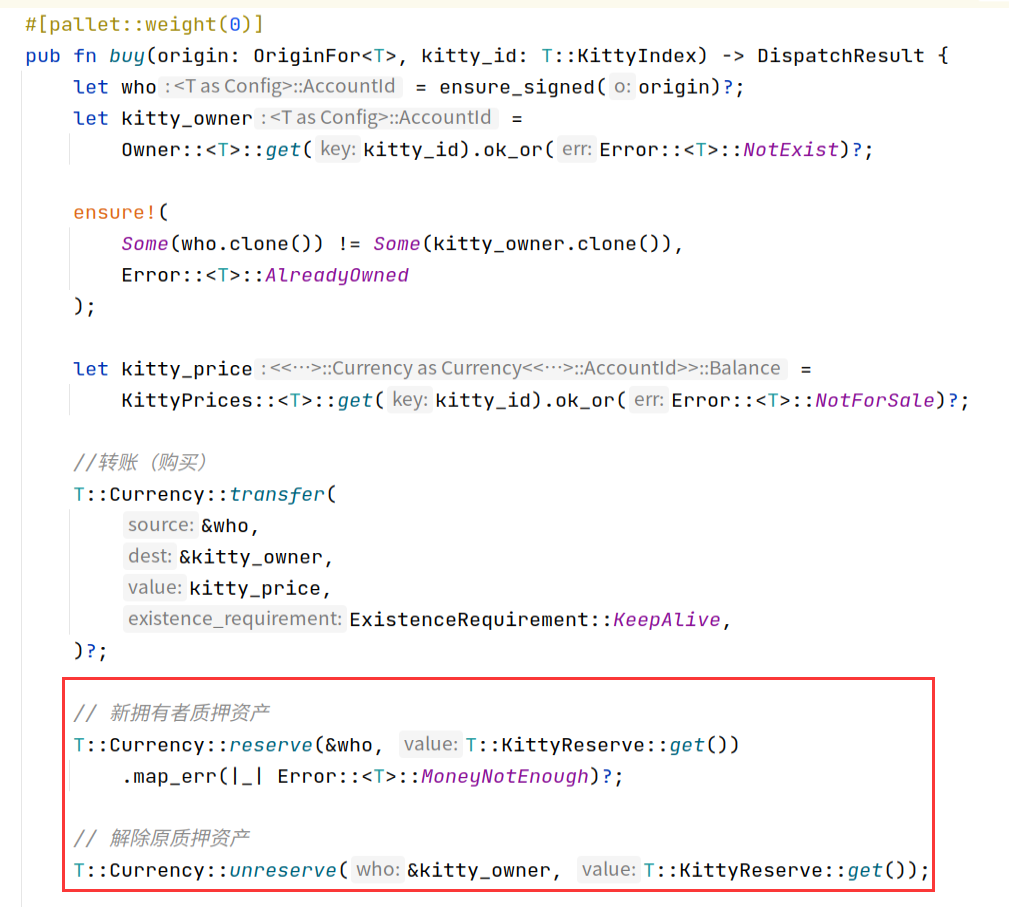 #[pallet::weight(0)]
pub fn buy(origin: OriginFor<T>, kitty_id: T::KittyIndex) -> DispatchResult {
let who : <T as Config>::AccountId = ensure_signed( o: origin)?;
let kitty_owner : <T as Config>::AccountId =
Owner::<T>::get( key: kitty_id).ok_or( err: Error::<T>::NotExist)?;
ensure!(
Some(who.clone()) != Some(kitty_owner.clone()),
Error::<T>::AlreadyOwned
);
let kitty_price : <<···>::Currency as Currency<<···>::AccountId>>::Balance =
KittyPrices::<T>::get( key: kitty_id).ok_or( err: Error::<T>::NotForSale)?;
//转账（购买）
T::Currency::transfer(
source: &who,
dest: &kitty_owner,
value: kitty_price,
existence_requirement: ExistenceRequirement::KeepAlive,
)?;
// 新拥有者质押资产
T::Currency::reserve(&who, value: T::KittyReserve::get())
.map_err(|_| Error::<T>::MoneyNotEnough)?;
// 解除原质押资产
T::Currency::unreserve( who: &kitty_owner, value: T::KittyReserve::get());